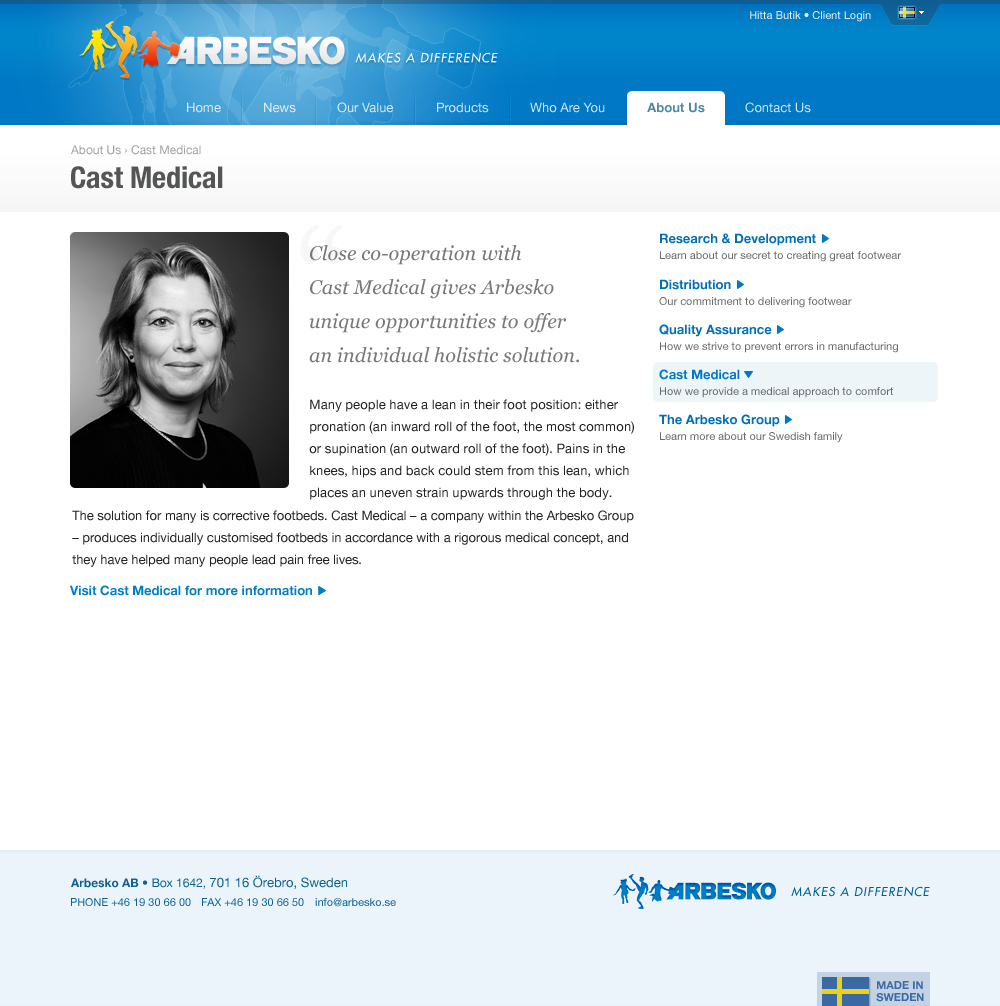 Hitta Butik • Client Login
ARBESKO MAKES A DIFFERENCE
Home News Our Value Products Who Are You About Us Contact Us
About Us › Cast Medical
Cast Medical
“
Close co-operation with
Cast Medical gives Arbesko
unique opportunities to offer
an individual holistic solution.
Many people have a lean in their foot position: either
pronation (an inward roll of the foot, the most common)
or supination (an outward roll of the foot). Pains in the
knees, hips and back could stem from this lean, which
places an uneven strain upwards through the body.
The solution for many is corrective footbeds. Cast Medical – a company within the Arbesko Group
– produces individually customised footbeds in accordance with a rigorous medical concept, and
they have helped many people lead pain free lives.
Visit Cast Medical for more information
Research & Development
Learn about our secret to creating great footwear
Distribution
Our commitment to delivering footwear
Quality Assurance
How we strive to prevent errors in manufacturing
Cast Medical
How we provide a medical approach to comfort
The Arbesko Group
Learn more about our Swedish family
Arbesko AB • Box 1642, 701 16 Örebro, Sweden
PHONE +46 19 30 66 00 FAX +46 19 30 66 50 info@arbesko.se
ARBESKO MAKES A DIFFERENCE
MADE IN
SWEDEN